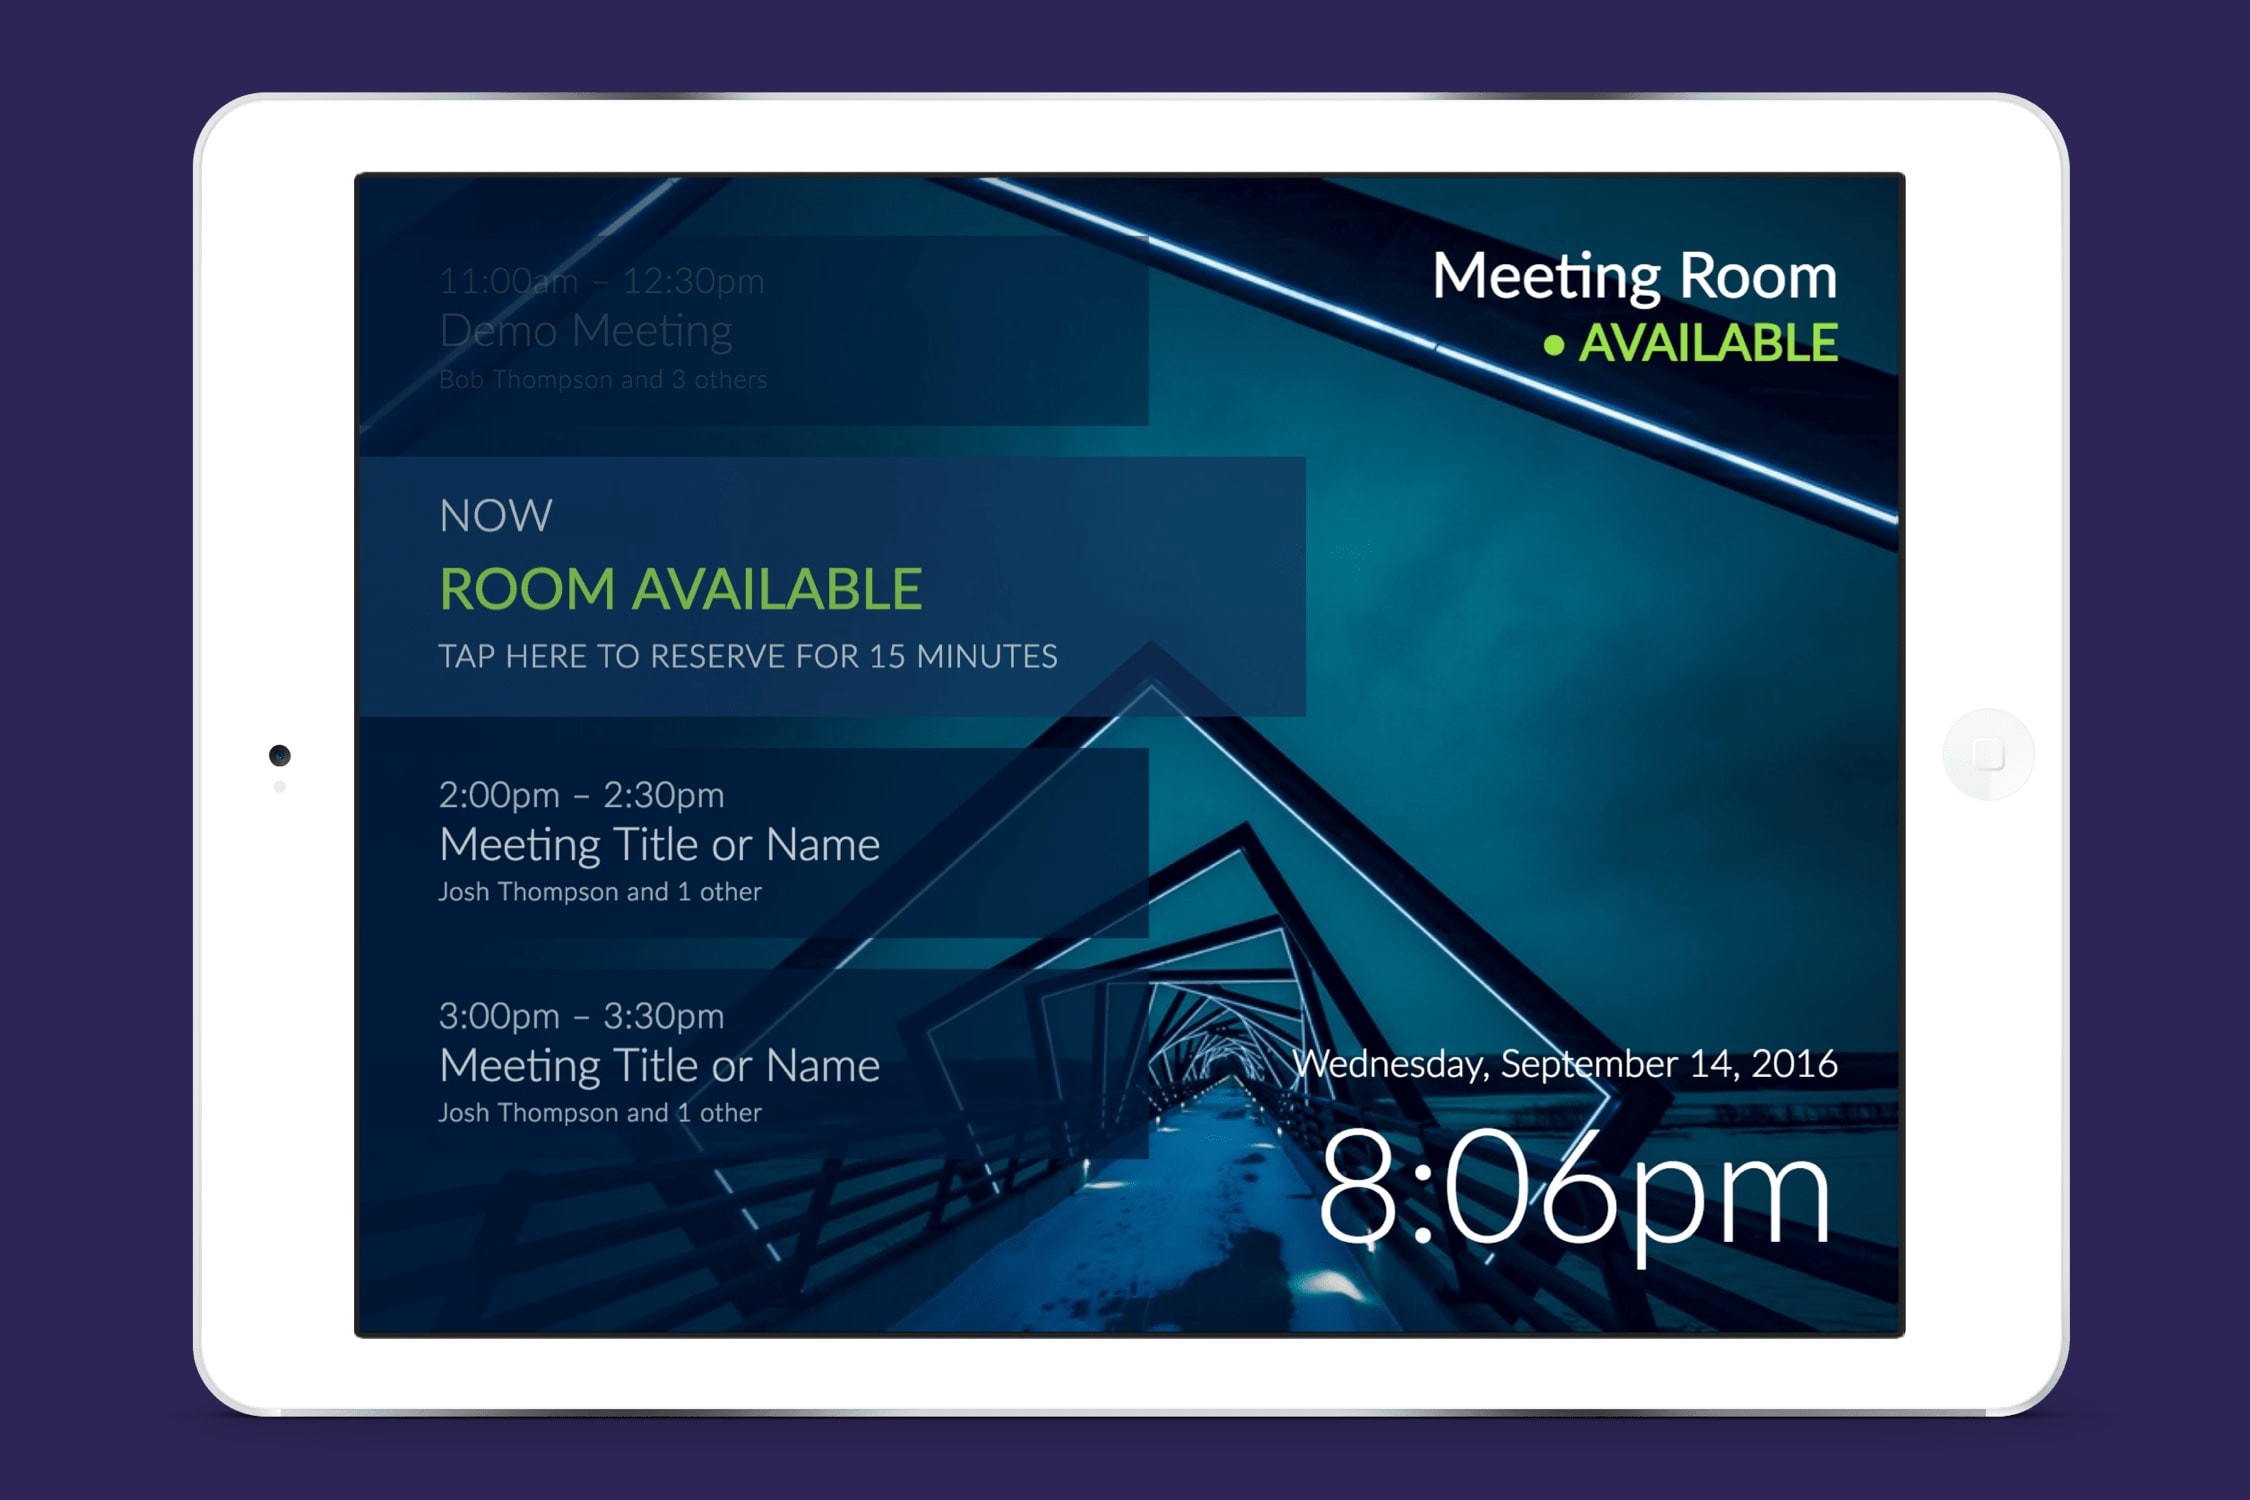 11:00am – 12:30pm
Demo Meeting
Bob Thompson and 3 others
NOW
ROOM AVAILABLE
TAP HERE TO RESERVE FOR 15 MINUTES
2:00pm – 2:30pm
Meeting Title or Name
Josh Thompson and 1 other
3:00pm – 3:30pm
Meeting Title or Name
Josh Thompson and 1 other
Meeting Room
• AVAILABLE
Wednesday, September 14, 2016
8:06pm